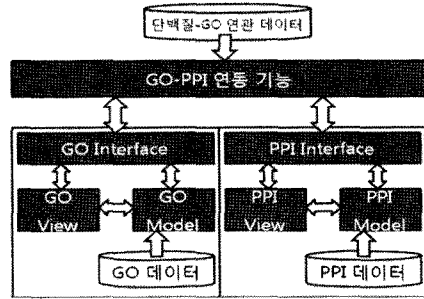 단백질-GO 연관 데이터
GO-PPI 연동 기능
GO Interface
PPI Interface
GO
View
GO
Model
PPI
View
PPI
Model
GO 데이터
PPI 데이터